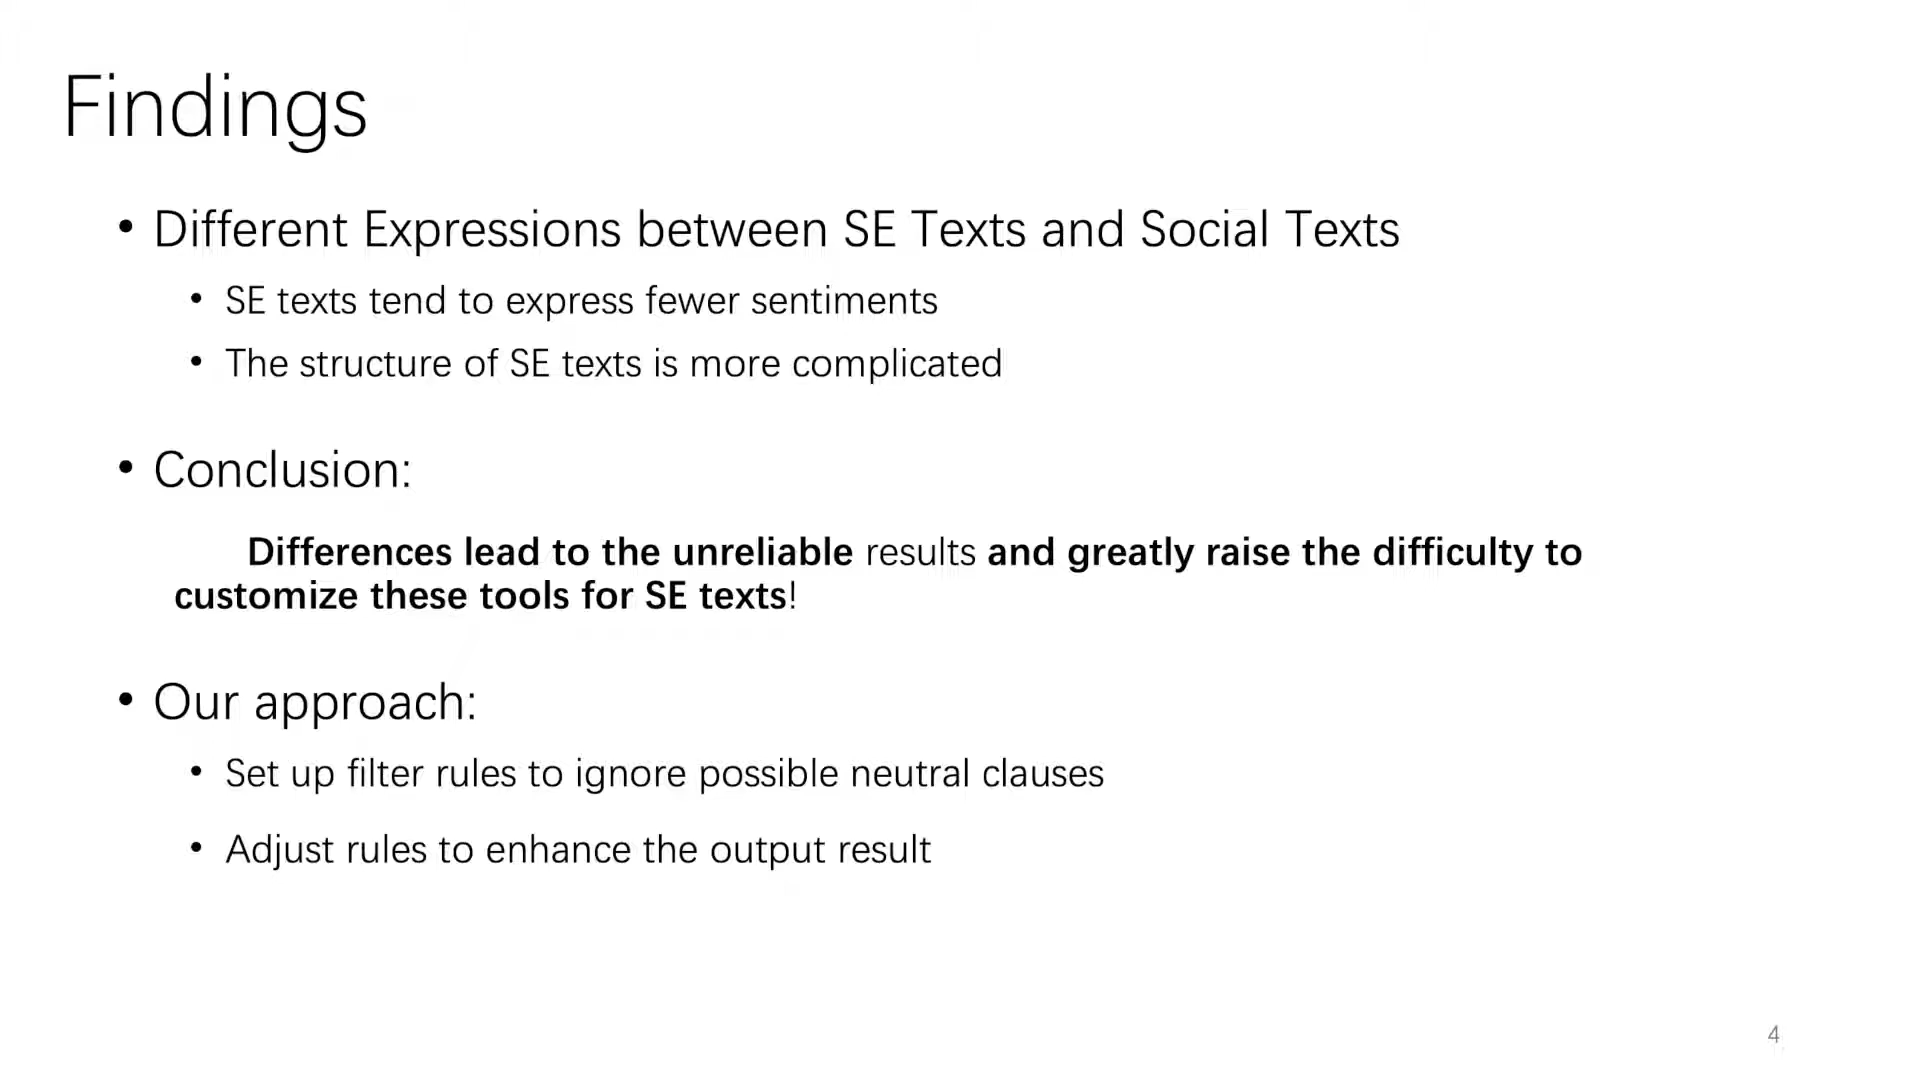 Findings
• Different Expressions between SE Texts and Social Texts
• SE texts tend to express fewer sentiments
• The structure of SE texts is more complicated
• Conclusion:
Differences lead to the unreliable results and greatly raise the difficulty to
customize these tools for SE texts!
• Our approach:
• Set up filter rules to ignore possible neutral clauses
• Adjust rules to enhance the output result
4